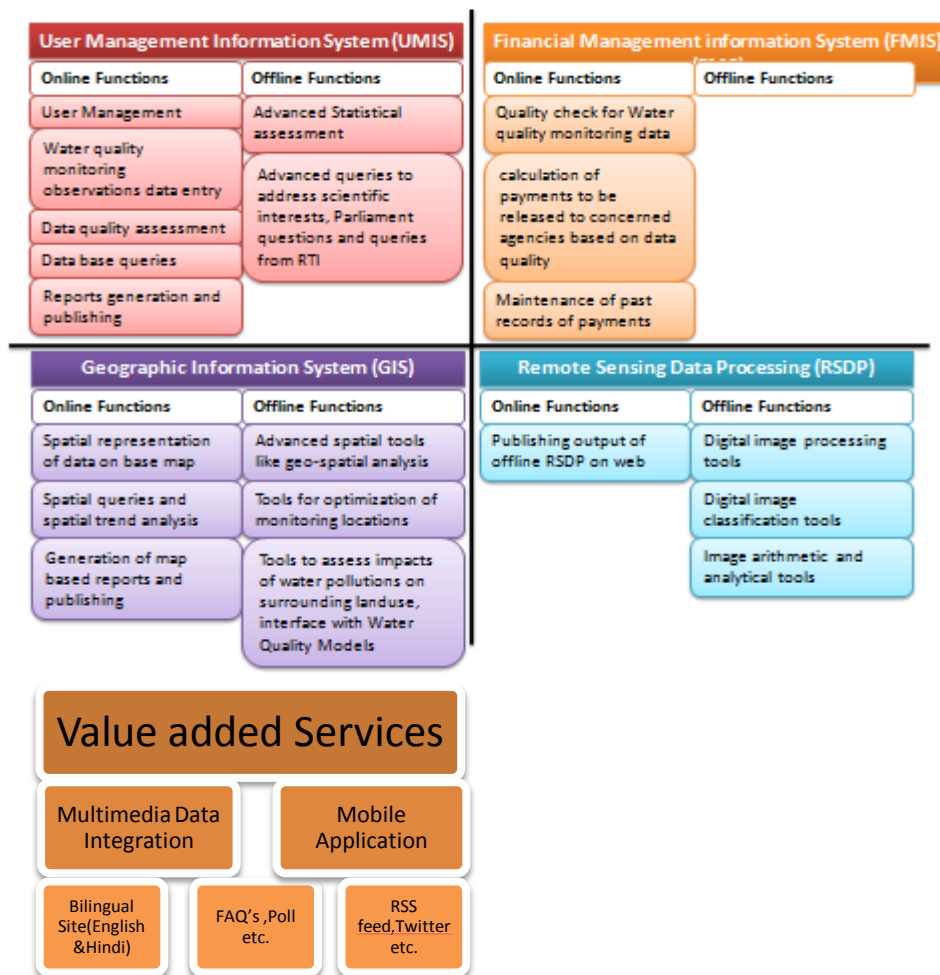 User Management Information System (UMIS)
Online Functions
User Management
Water quality
monitoring
observations data entry
Data quality assessment
Data base queries
Reports generation and
publishing
Offline Functions
Advanced Statistical
assessment
Advanced queries to
address scientific
interests, Parliament
questions and queries
from RTI
Financial Management information System (FMIS)
Online Functions
Quality check for Water
quality monitoring data
calculation of
payments to be
released to concerned
agencies based on data
quality
Maintenance of past
records of payments
Offline Functions
Geographic Information System (GIS)
Online Functions
Spatial representation
of data on base map
Spatial queries and
spatial trend analysis
Generation of map
based reports and
publishing
Offline Functions
Advanced spatial tools
like geo-spatial analysis
Tools for optimization of
monitoring locations
Tools to assess impacts
of water pollutions on
surrounding landuse,
interface with Water
Quality Models
Remote Sensing Data Processing (RSDP)
Online Functions
Publishing output of
offline RSDP on web
Offline Functions
Digital image processing
tools
Digital image
classification tools
Image arithmetic and
analytical tools
Value added Services
Multimedia Data
Integration
Mobile
Application
Bilingual
Site(English
&Hindi)
FAQ's ,Poll
etc.
RSS
feed,Twitter
etc.